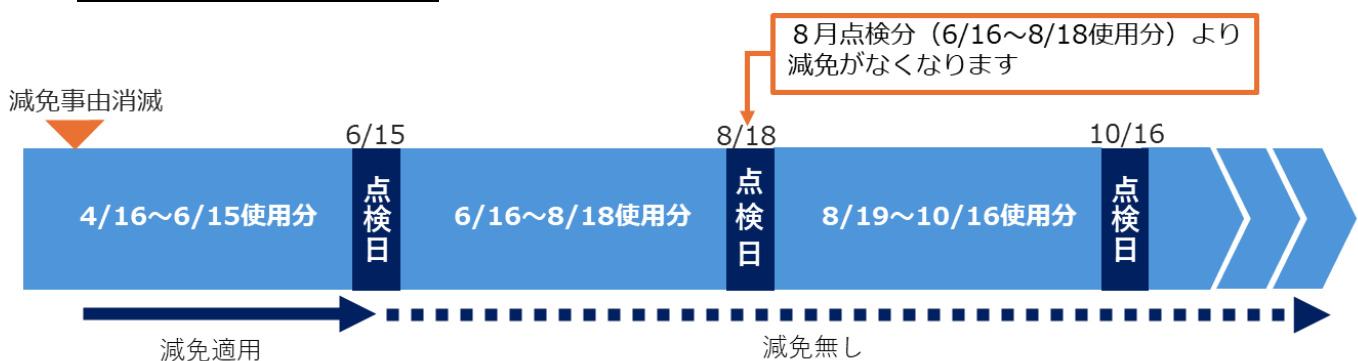 ８月点検分（6/16～8/18使用分）より
減免がなくなります
減免事由消滅
6/15
8/18
10/16
4/16～6/15使用分
点検日
6/16～8/18使用分
点検日
8/19～10/16使用分
点検日
減免適用
減免無し